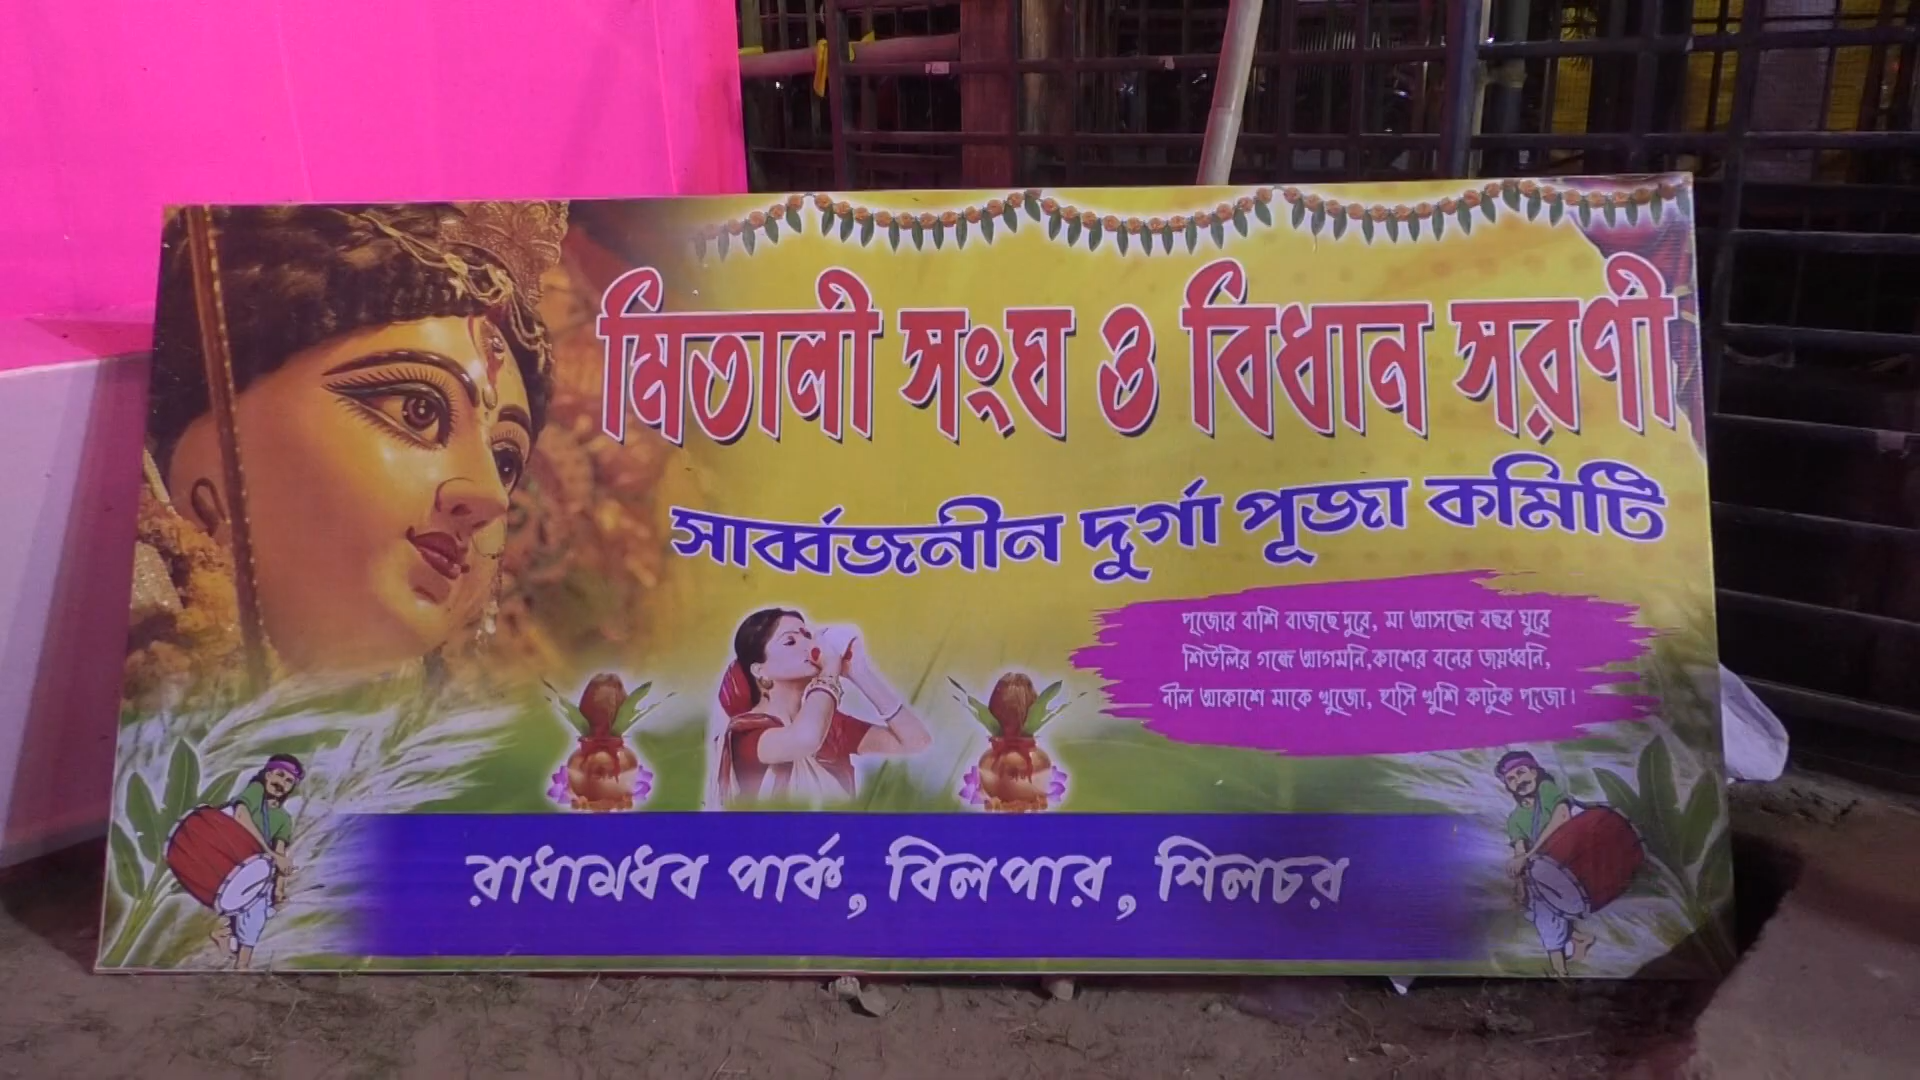 মিতালী সংঘ ও বিধান সরণী
সার্ব্বজনীন দুর্গা পূজা কমিটি
পূজোর বাশি বাজছে দুরে, মা আসছেন বছর ঘুরে
শিউলির গন্ধে আগমনি,কাশের বনের জয়ধ্বনি,
নীল আকাশে মাকে খুজো, হাসি খুশি কাটুক পূজো।
রাধামধব পার্ক, বিলপার, শিলচর